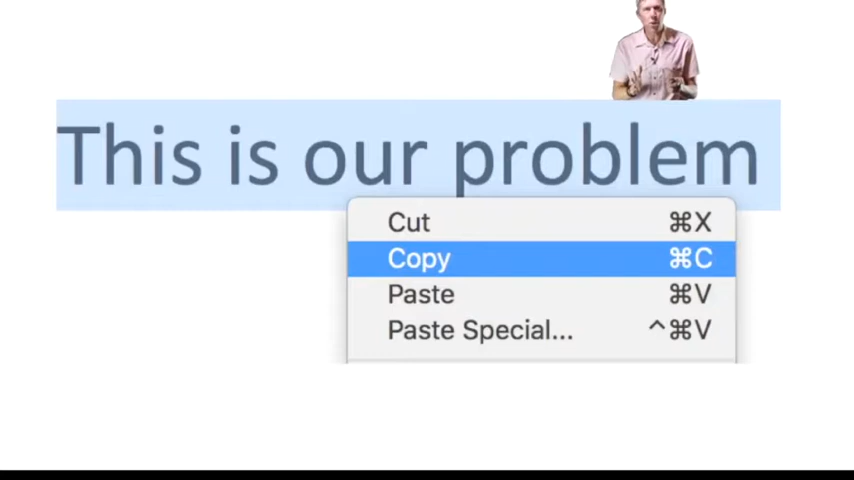 This is our problem
Cut ⌘X
Copy ⌘C
Paste ⌘V
Paste Special... ^⌘V